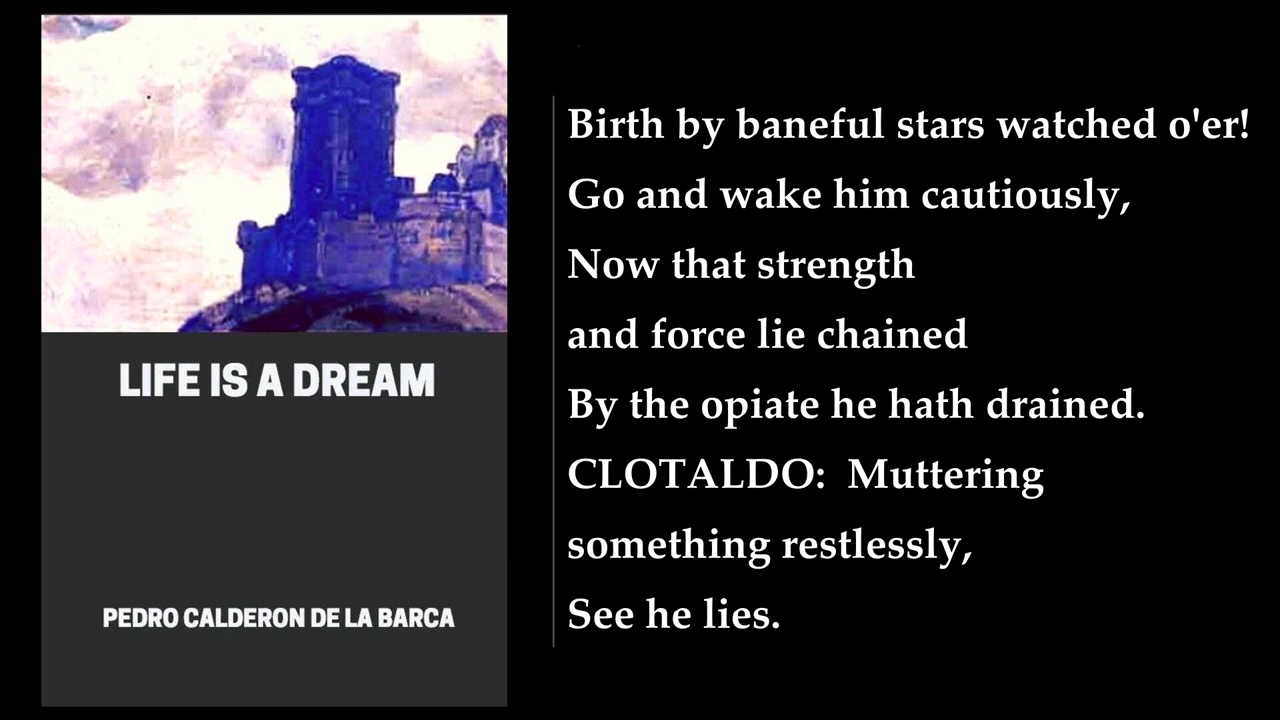 LIFE IS A DREAM
PEDRO CALDERON DE LA BARCA
Birth by baneful stars watched o'er!
Go and wake him cautiously,
Now that strength
and force lie chained
By the opiate he hath drained.
CLOTALDO:  Muttering
something restlessly,
See he lies.